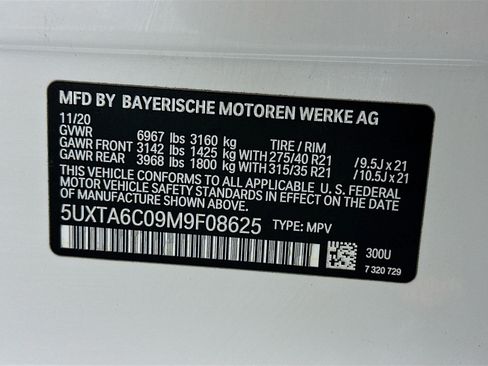 MFD BY BAYERISCHE MOTOREN WERKE AG
11/20
GVWR 6967 lbs 3160 kg TIRE / RIM
GAWR FRONT 3142 lbs 1425 kg WITH 275/40 R21 /9.5J x 21
GAWR REAR 3968 lbs 1800 kg WITH 315/35 R21 /10.5J x 21
THIS VEHICLE CONFORMS TO ALL APPLICABLE U. S. FEDERAL
MOTOR VEHICLE SAFETY STANDARDS IN EFFECT ON THE DATE
OF MANUFACTURE SHOWN ABOVE.
5UXTA6C09M9F08625 TYPE: MPV
300U
7 320 729